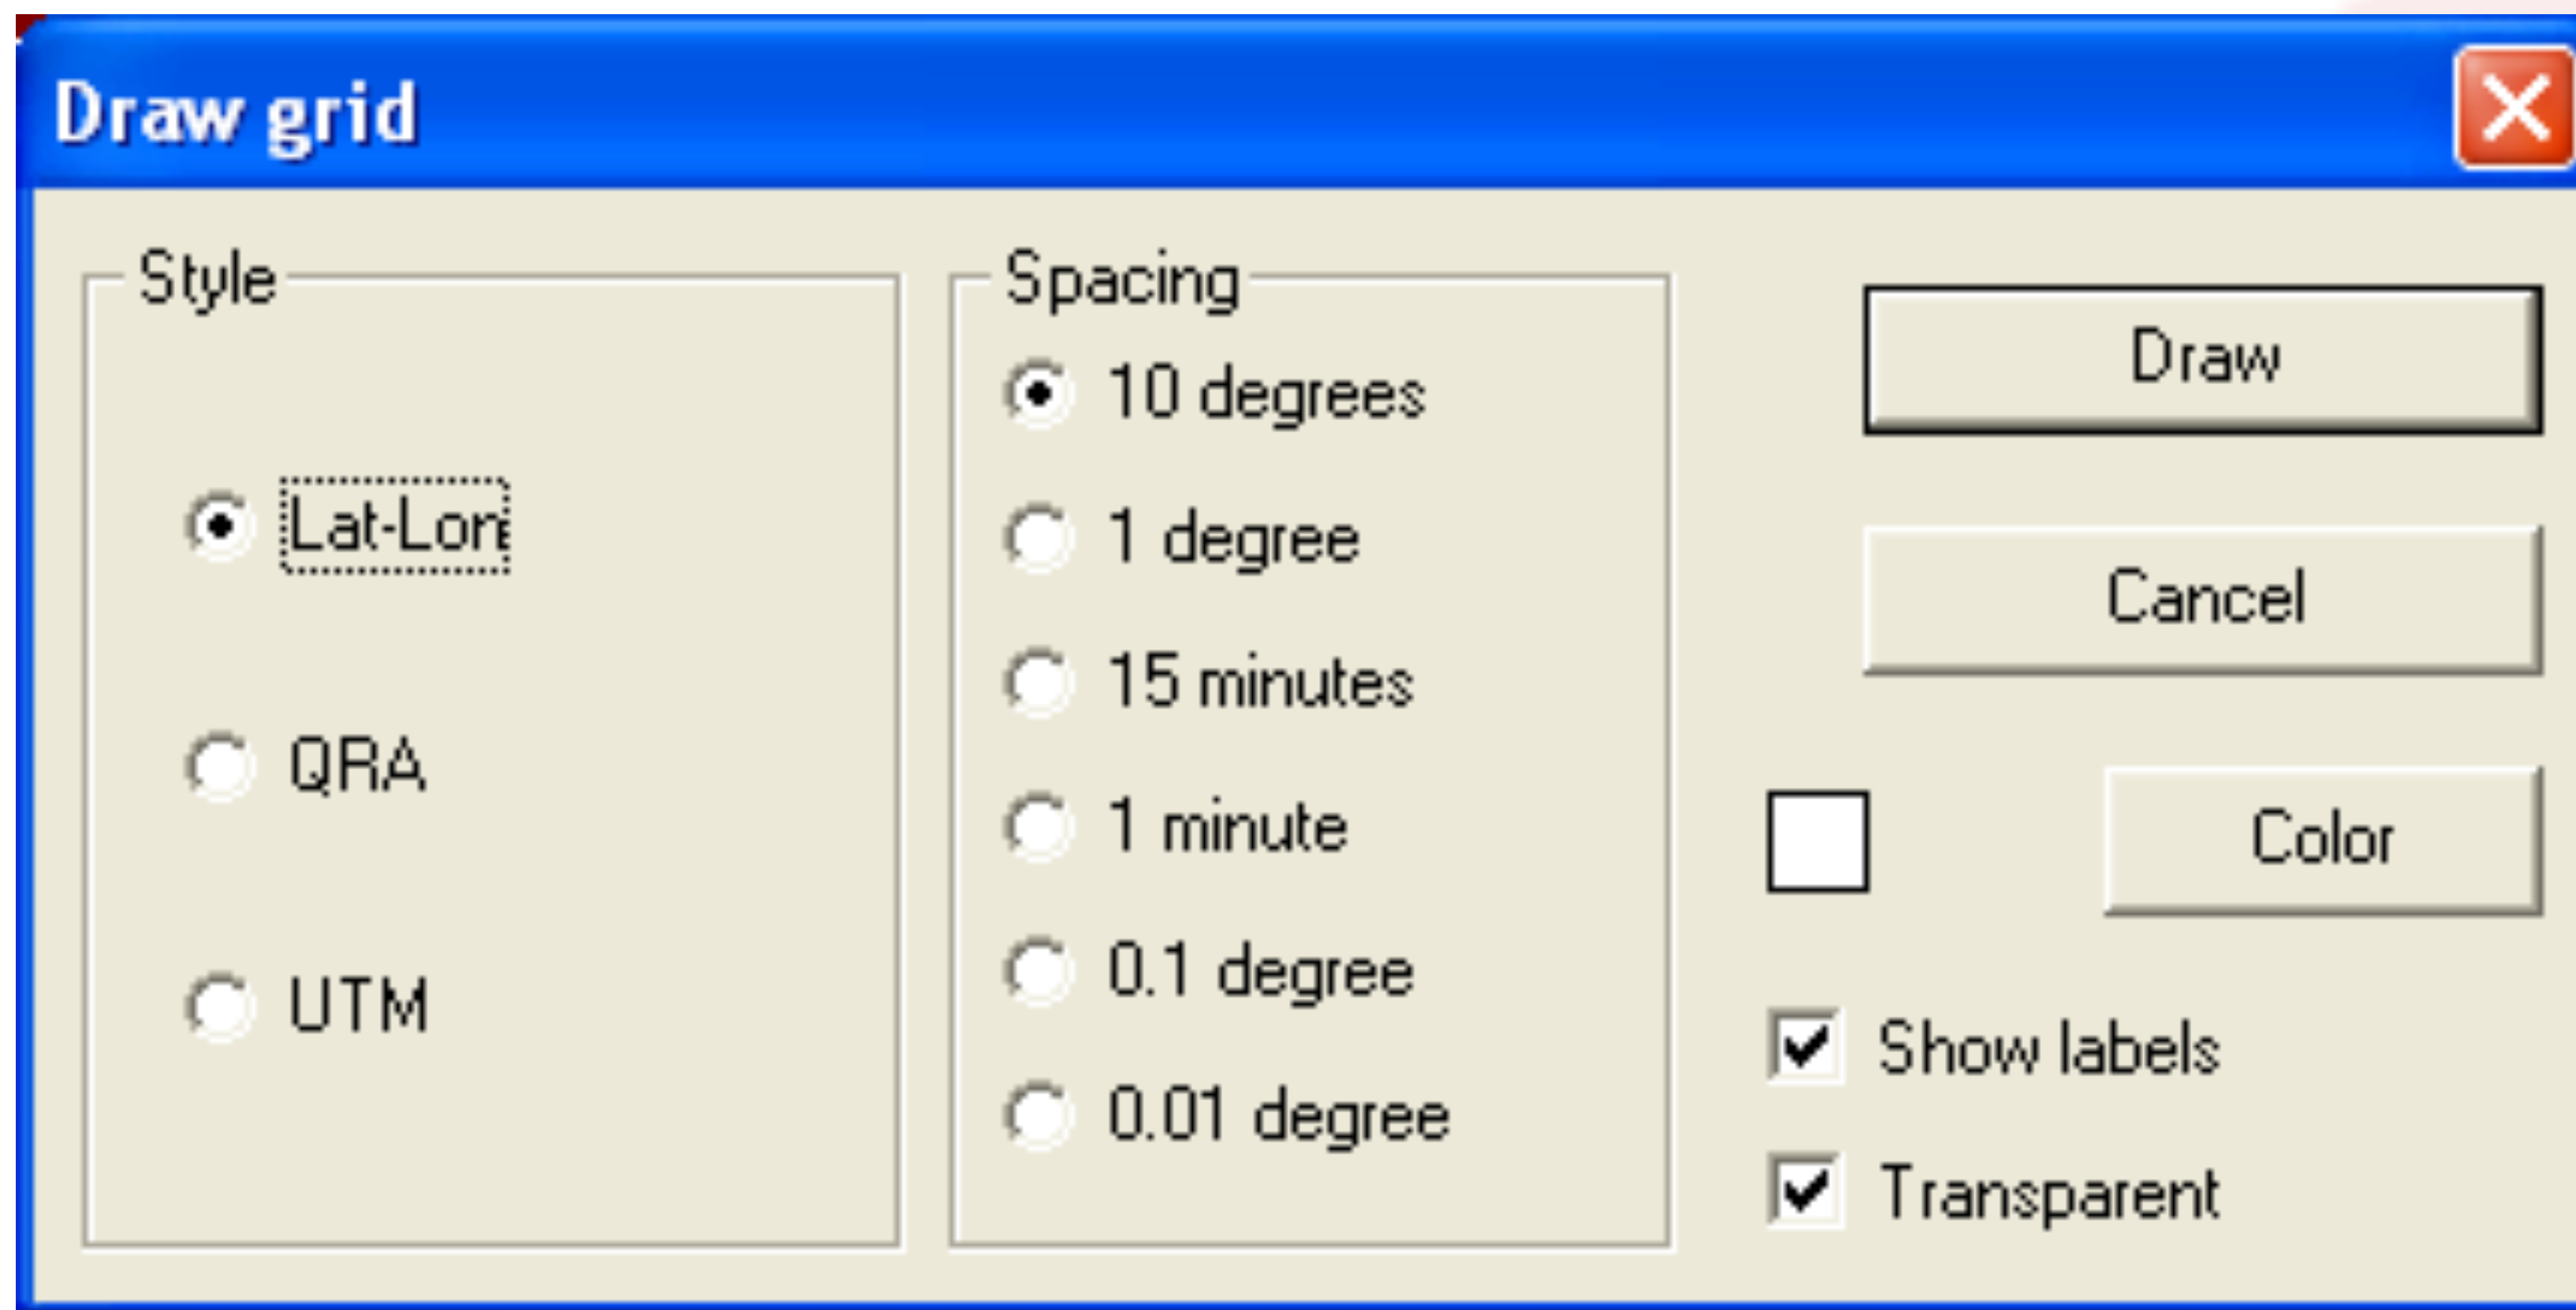 Draw grid
Style
Lat-Lon
QRA
UTM
Spacing
10 degrees
1 degree
15 minutes
1 minute
0.1 degree
0.01 degree
Draw
Cancel
Color
Show labels
Transparent